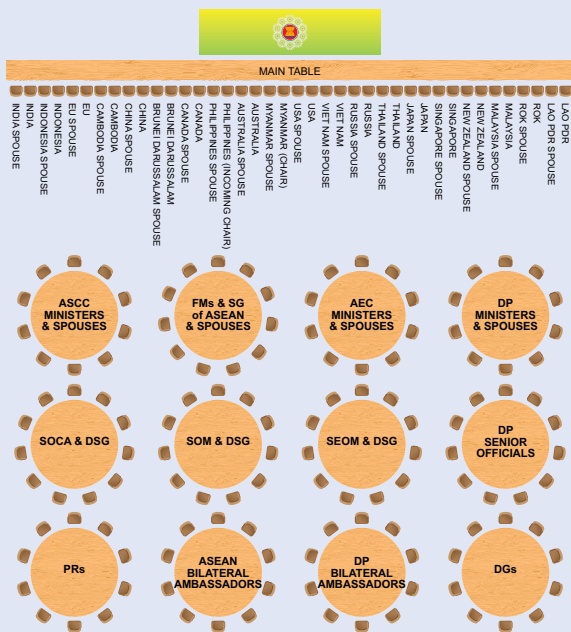 MAIN TABLE
INDIA SPOUSE
INDIA
INDONESIA SPOUSE
INDONESIA
EU SPOUSE
EU
CAMBODIA SPOUSE
CAMBODIA
CHINA SPOUSE
CHINA
BRUNEI DARUSSALAM SPOUSE
BRUNEI DARUSSALAM
CANADA SPOUSE
CANADA
PHILIPPINES SPOUSE
PHILIPPINES (INCOMING CHAIR)
AUSTRALIA SPOUSE
AUSTRALIA
MYANMAR SPOUSE
MYANMAR (CHAIR)
USA SPOUSE
USA
VIET NAM SPOUSE
VIET NAM
RUSSIA SPOUSE
RUSSIA
THAILAND SPOUSE
THAILAND
JAPAN SPOUSE
JAPAN
SINGAPORE SPOUSE
SINGAPORE
NEW ZEALAND SPOUSE
NEW ZEALAND
MALAYSIA SPOUSE
MALAYSIA
ROK SPOUSE
ROK
LAO PDR SPOUSE
LAO PDR
ASCC
MINISTERS
& SPOUSES
FMs & SG
of ASEAN
& SPOUSES
AEC
MINISTERS
& SPOUSES
DP
MINISTERS
& SPOUSES
SOCA & DSG
SOM & DSG
SEOM & DSG
DP
SENIOR
OFFICIALS
PRs
ASEAN
BILATERAL
AMBASSADORS
DP
BILATERAL
AMBASSADORS
DGs